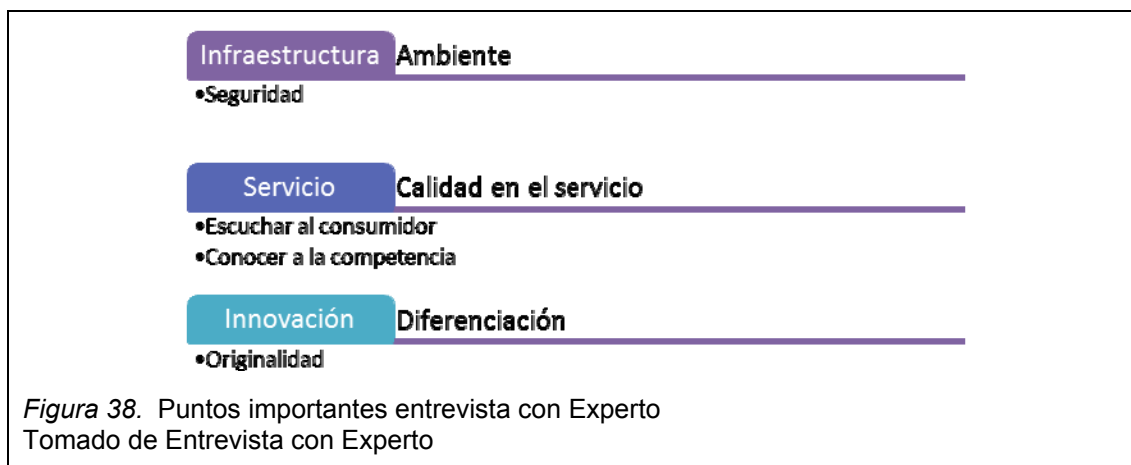 Infraestructura Ambiente
•Seguridad
Servicio Calidad en el servicio
•Escuchar al consumidor
•Conocer a la competencia
Innovación Diferenciación
•Originalidad
Figura 38. Puntos importantes entrevista con Experto
Tomado de Entrevista con Experto